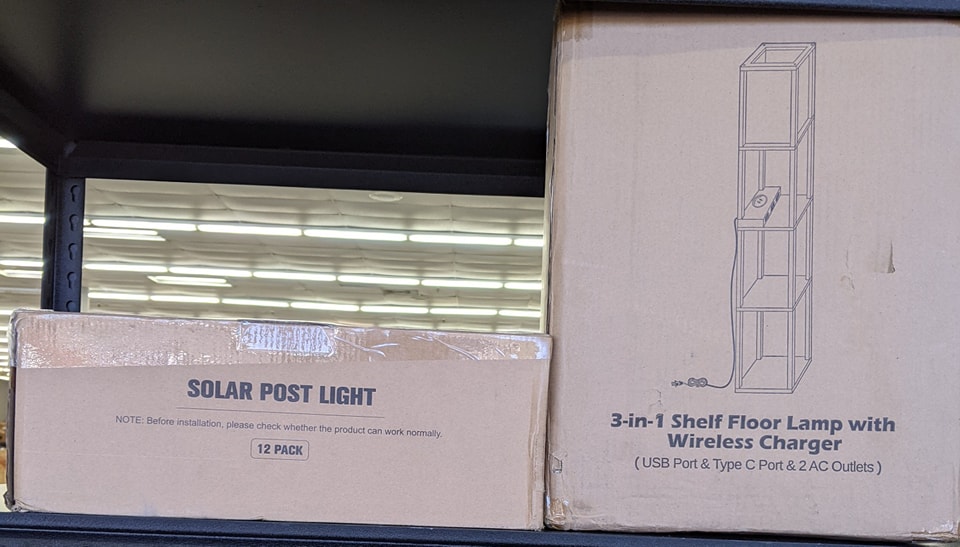 SOLAR POST LIGHT
NOTE: Before installation, please check whether the product can work normally.
12 PACK
3-in-1 Shelf Floor Lamp with
Wireless Charger
( USB Port & Type C Port & 2 AC Outlets )